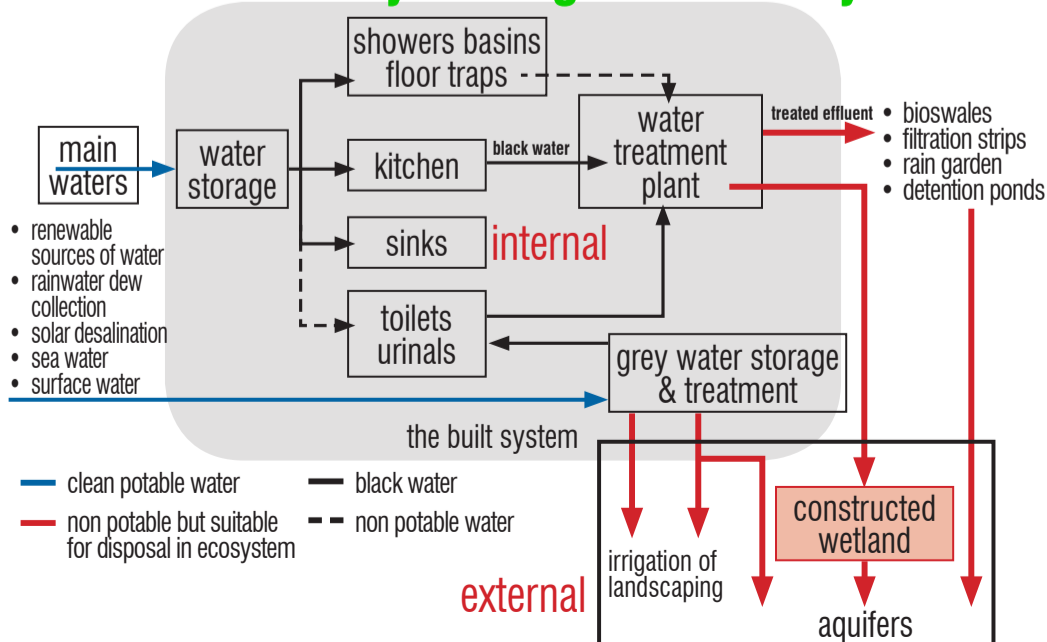 showers basins
floor traps
main
waters
water
storage
kitchen
black water
water
treatment
plant
treated effluent
• bioswales
• filtration strips
• rain garden
• detention ponds
sinks
internal
toilets
urinals
• renewable
sources of water
• rainwater dew
collection
• solar desalination
• sea water
• surface water
grey water storage
& treatment
the built system
clean potable water
black water
non potable but suitable
for disposal in ecosystem
non potable water
constructed
wetland
irrigation of
landscaping
external
aquifers